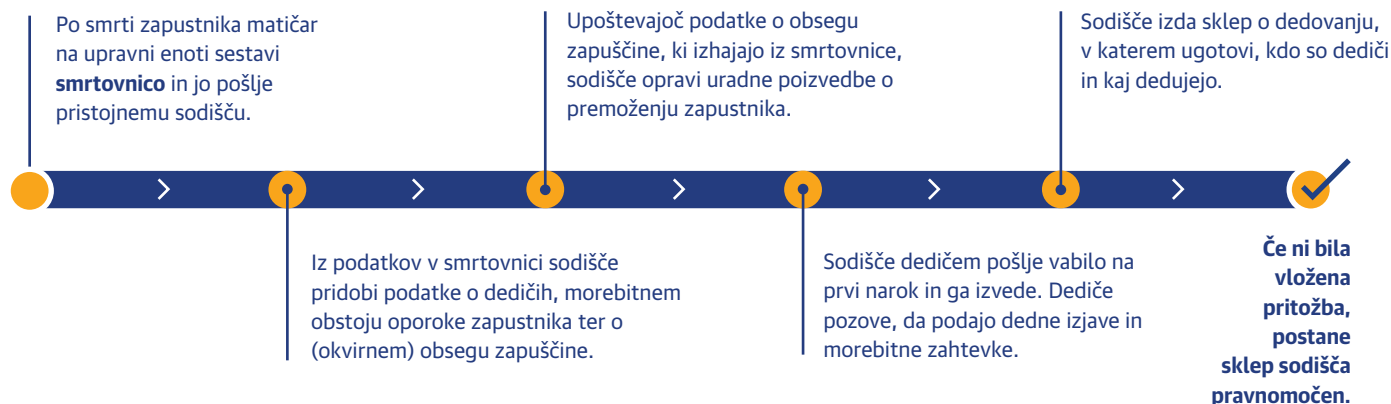 Po smrti zapustnika matičar
na upravni enoti sestavi
smrtovnico in jo pošlje
pristojnemu sodišču.
Iz podatkov v smrtovnici sodišče
pridobi podatke o dedičih, morebitnem
obstoju oporoke zapustnika ter o
(okvirnem) obsegu zapuščine.
Upoštevajoč podatke o obsegu
zapuščine, ki izhajajo iz smrtovnice,
sodišče opravi uradne poizvedbe o
premoženju zapustnika.
Sodišče dedičem pošlje vabilo na
prvi narok in ga izvede. Dediče
pozove, da podajo dedne izjave in
morebitne zahtevke.
Sodišče izda sklep o dedovanju,
v katerem ugotovi, kdo so dediči
in kaj dedujejo.
Če ni bila
vložena
pritožba,
postane
sklep sodišča
pravnomočen.